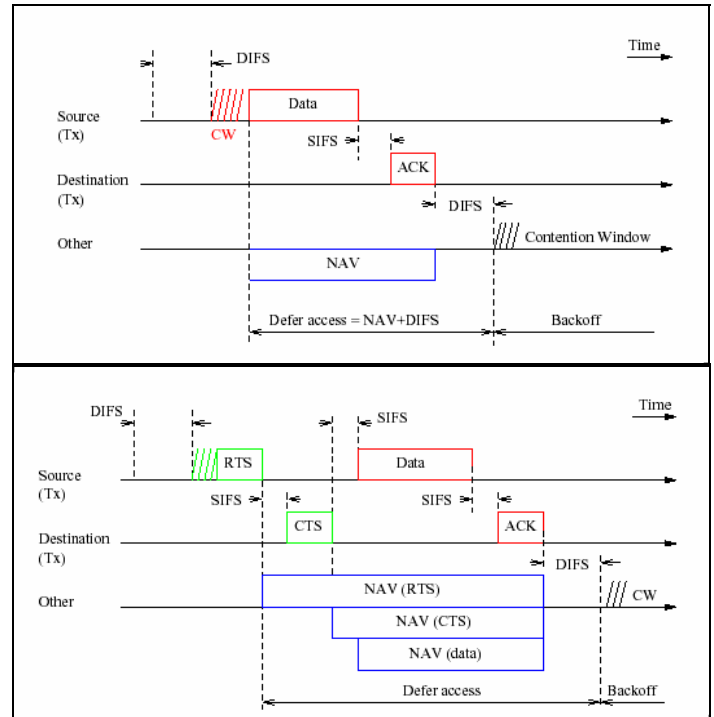 Time
DIFS
Data
Source
(Tx)
CW
SIFS
ACK
Destination
(Tx)
DIFS
Other
Contention Window
NAV
Defer access = NAV+DIFS
Backoff
DIFS
SIFS
Time
RTS
Data
Source
(Tx)
SIFS
SIFS
CTS
ACK
Destination
(Tx)
DIFS
NAV (RTS)
CW
Other
NAV (CTS)
NAV (data)
Defer access
Backoff